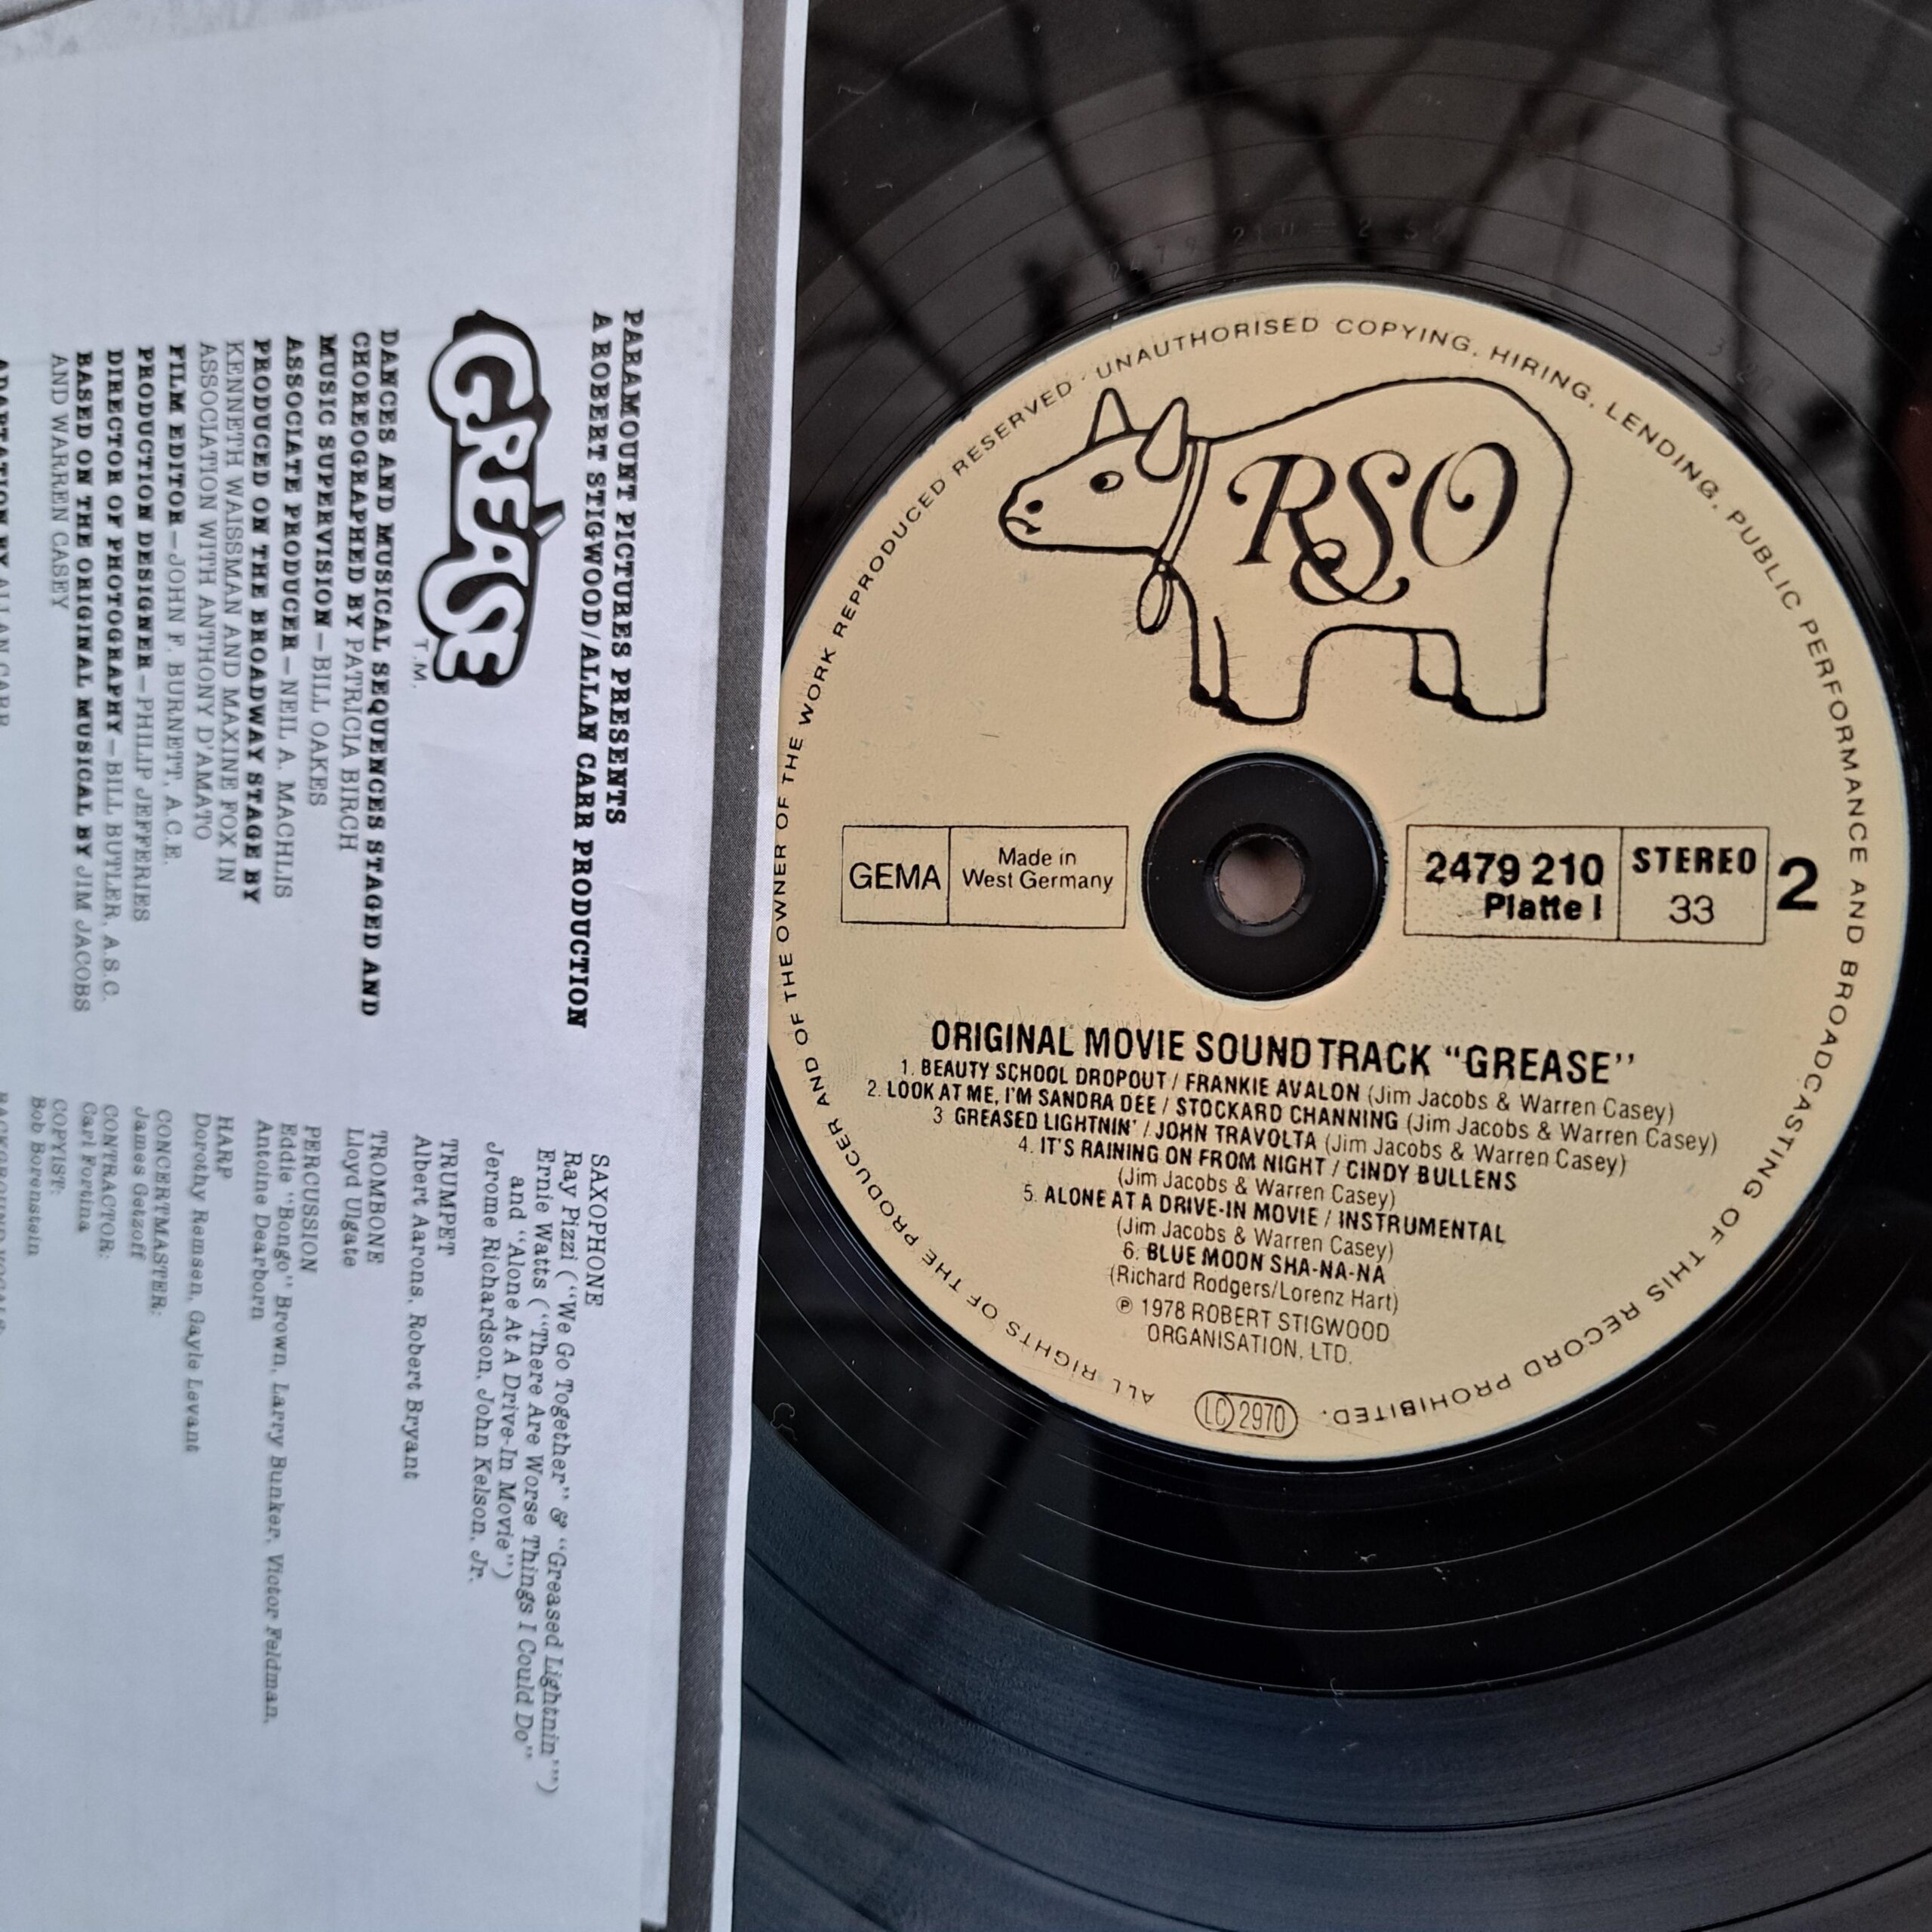 PARAMOUNT PICTURES PRESENTS
A ROBERT STIGWOOD/ALLAN CARR PRODUCTION
GREASE
T.M.
DANCES AND MUSICAL SEQUENCES STAGED AND
CHOREOGRAPHED BY PATRICIA BIRCH
MUSIC SUPERVISION – BILL OAKES
ASSOCIATE PRODUCER – NEIL A. MACHLIS
PRODUCED ON THE BROADWAY STAGE BY
KENNETH WAISSMAN AND MAXINE FOX IN
ASSOCIATION WITH ANTHONY D'AMATO
FILM EDITOR – JOHN F. BURNETT, A.C.E.
PRODUCTION DESIGNER – PHILIP JEFFERIES
DIRECTOR OF PHOTOGRAPHY – BILL BUTLER, A.S.C.
BASED ON THE ORIGINAL MUSICAL BY JIM JACOBS
AND WARREN CASEY
ADAPTATION BY ALLAN CARR
SAXOPHONE
Ray Pizzi ("We Go Together" & "Greased Lightnin'")
Ernie Watts ("There Are Worse Things I Could Do"
and "Alone At A Drive-In Movie")
Jerome Richardson, John Kelson, Jr.
TRUMPET
Albert Aarons, Robert Bryant
TROMBONE
Lloyd Ulgate
PERCUSSION
Eddie "Bongo" Brown, Larry Bunker, Victor Feldman,
Antoine Dearborn
HARP
Dorothy Remsen, Gayle Levant
CONCERTMASTER:
James Getzoff
CONTRACTOR:
Carl Fortina
COPYIST:
Bob Borenstein
BACKGROUND VOCALS:
ALL RIGHTS OF THE PRODUCER AND OF THE OWNER OF THE WORK REPRODUCED RESERVED · UNAUTHORISED COPYING, HIRING, LENDING, PUBLIC PERFORMANCE AND BROADCASTING OF THIS RECORD PROHIBITED.
RSO
GEMA
Made in
West Germany
2479 210
Platte I
STEREO
33
2
ORIGINAL MOVIE SOUNDTRACK "GREASE"
1. BEAUTY SCHOOL DROPOUT / FRANKIE AVALON (Jim Jacobs & Warren Casey)
2. LOOK AT ME, I'M SANDRA DEE / STOCKARD CHANNING (Jim Jacobs & Warren Casey)
3 GREASED LIGHTNIN' / JOHN TRAVOLTA (Jim Jacobs & Warren Casey)
4. IT'S RAINING ON FROM NIGHT / CINDY BULLENS
(Jim Jacobs & Warren Casey)
5. ALONE AT A DRIVE-IN MOVIE / INSTRUMENTAL
(Jim Jacobs & Warren Casey)
6. BLUE MOON SHA-NA-NA
(Richard Rodgers/Lorenz Hart)
℗ 1978 ROBERT STIGWOOD
ORGANISATION, LTD.
LC 2970